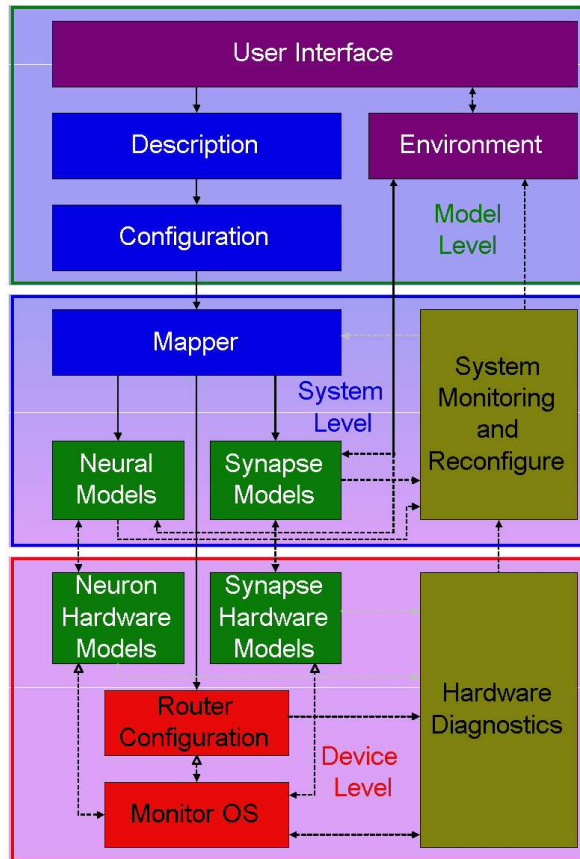 User Interface
Description
Environment
Configuration
Model
Level
Mapper
System
Level
System
Monitoring
and
Reconfigure
Neural
Models
Synapse
Models
Neuron
Hardware
Models
Synapse
Hardware
Models
Hardware
Diagnostics
Router
Configuration
Device
Level
Monitor OS